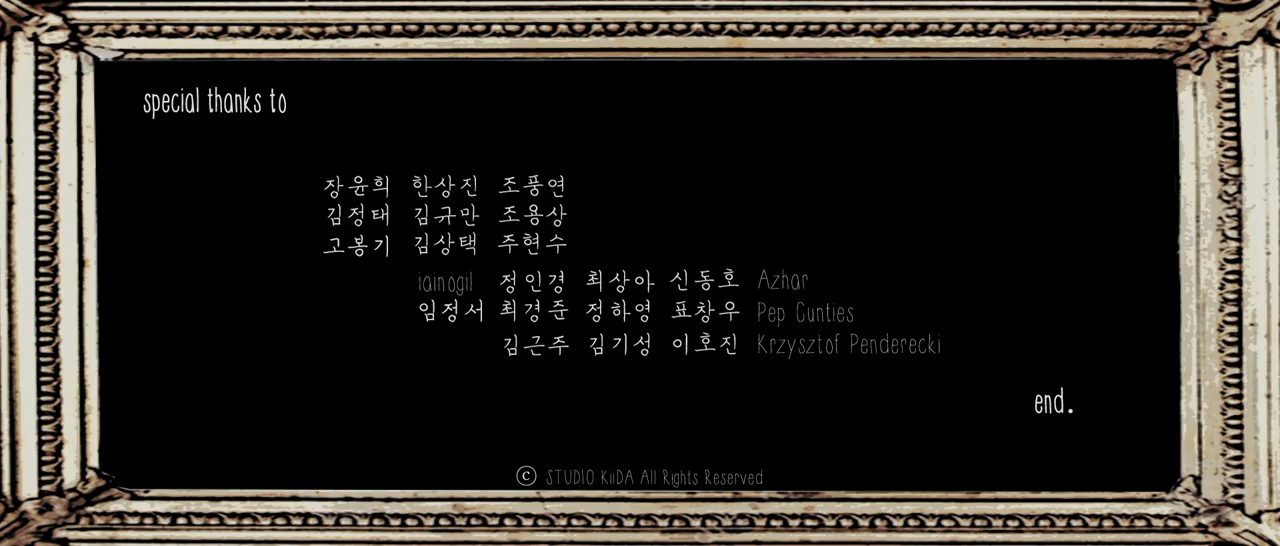 special thanks to
장윤희 한상진 조풍연
김정태 김규만 조용상
고봉기 김상택 주현수
iainogil 정인경 최상아 신동호 Azhar
임정서 최경준 정하영 표창우 Pep Cunties
김근주 김기성 이호진 Krzysztof Penderecki
end.
© STUDIO KiiDA All Rights Reserved